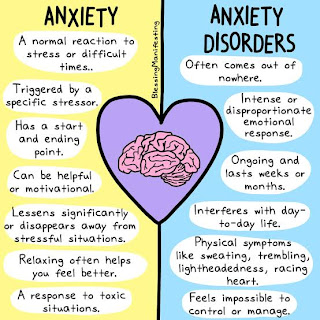 ANXIETY
A normal reaction to
stress or difficult
times..
Triggered by a
specific stressor.
Has a start
and ending
point.
Can be helpful
or motivational.
Lessens significantly
or disappears away from
stressful situations.
Relaxing often helps
you feel better.
A response to toxic
situations.
BlessingManifesting
ANXIETY
DISORDERS
Often comes out of
nowhere.
Intense or
disproportionate
emotional
response.
Ongoing and
lasts weeks or
months.
Interferes with day-
to-day life.
Physical symptoms
like sweating, trembling,
lightheadedness, racing
heart.
Feels impossible to
control or manage.